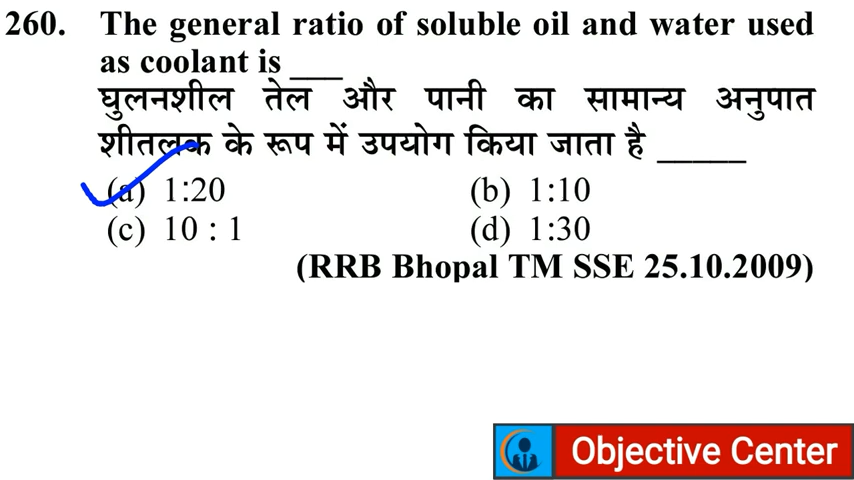 260. The general ratio of soluble oil and water used
as coolant is ___
घुलनशील तेल और पानी का सामान्य अनुपात
शीतलक के रूप में उपयोग किया जाता है _____
(a) 1:20 (b) 1:10
(c) 10 : 1 (d) 1:30
(RRB Bhopal TM SSE 25.10.2009)
Objective Center